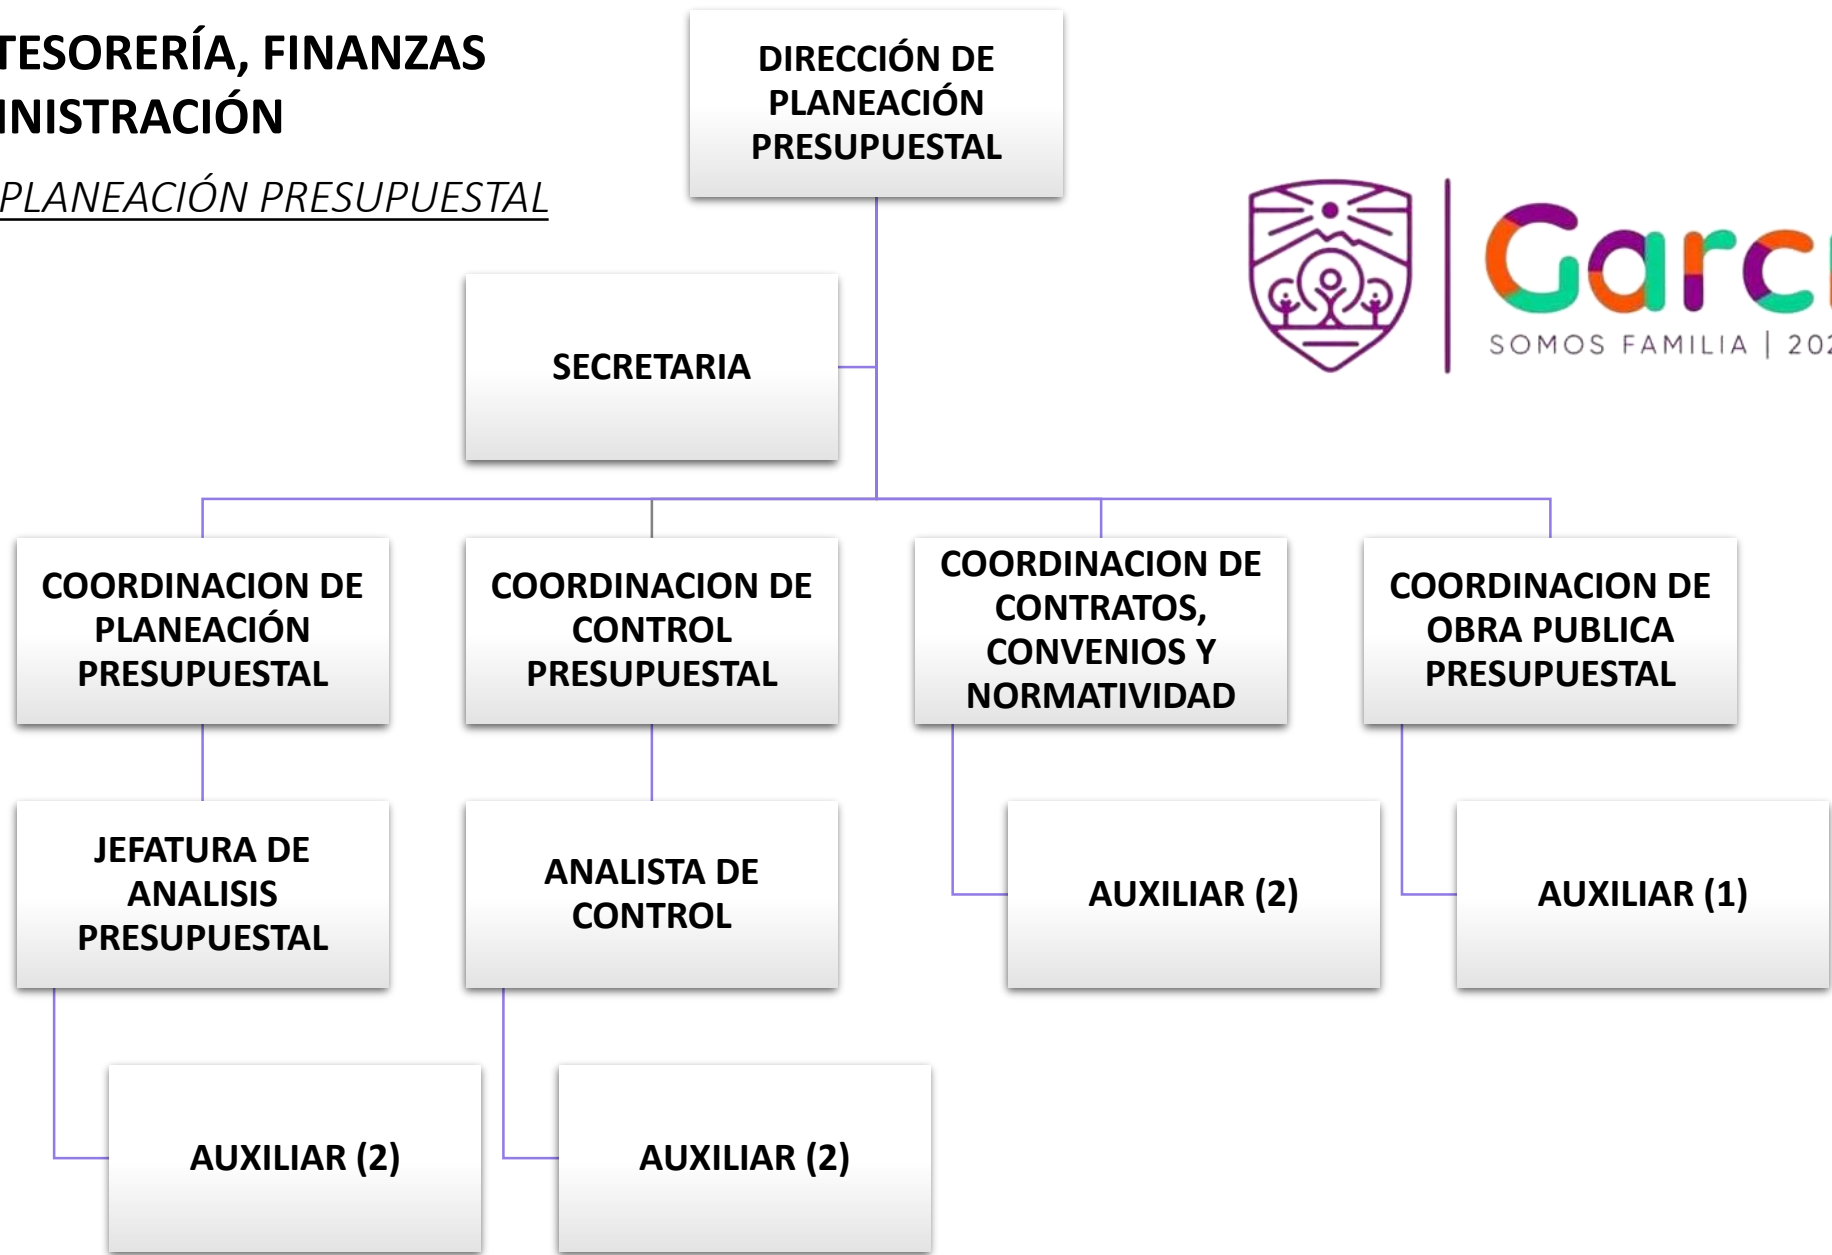 TESORERÍA, FINANZAS
INISTRACIÓN
PLANEACIÓN PRESUPUESTAL
DIRECCIÓN DE
PLANEACIÓN
PRESUPUESTAL
Garc
SOMOS FAMILIA | 202
SECRETARIA
COORDINACION DE
PLANEACIÓN
PRESUPUESTAL
COORDINACION DE
CONTROL
PRESUPUESTAL
COORDINACION DE
CONTRATOS,
CONVENIOS Y
NORMATIVIDAD
COORDINACION DE
OBRA PUBLICA
PRESUPUESTAL
JEFATURA DE
ANALISIS
PRESUPUESTAL
ANALISTA DE
CONTROL
AUXILIAR (2)
AUXILIAR (1)
AUXILIAR (2)
AUXILIAR (2)